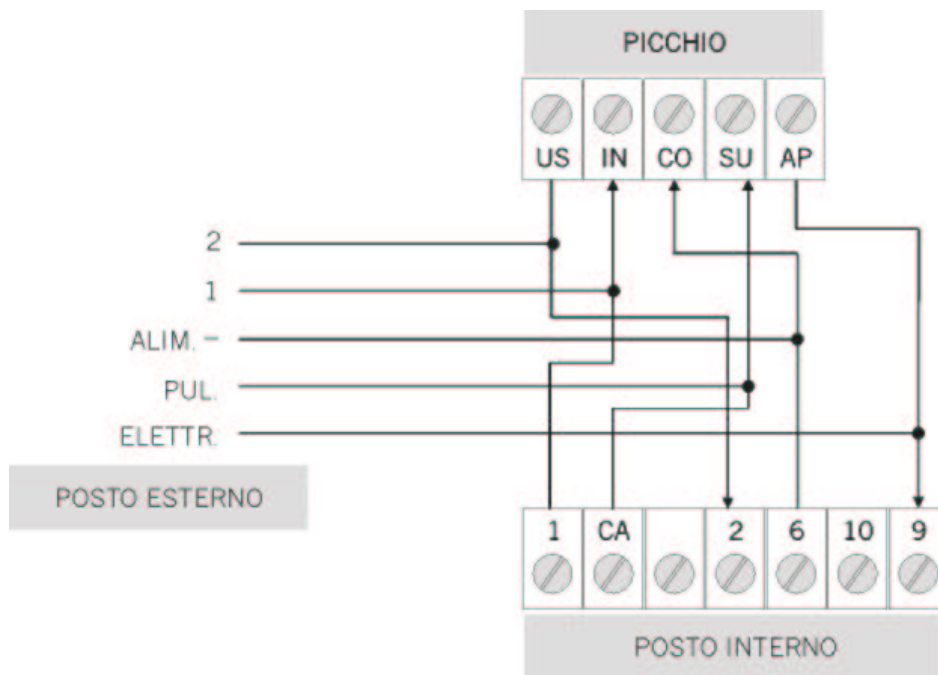 PICCHIO
US IN CO SU AP
2
1
ALIM. -
PUL.
ELETTR.
POSTO ESTERNO
1 CA 2 6 10 9
POSTO INTERNO